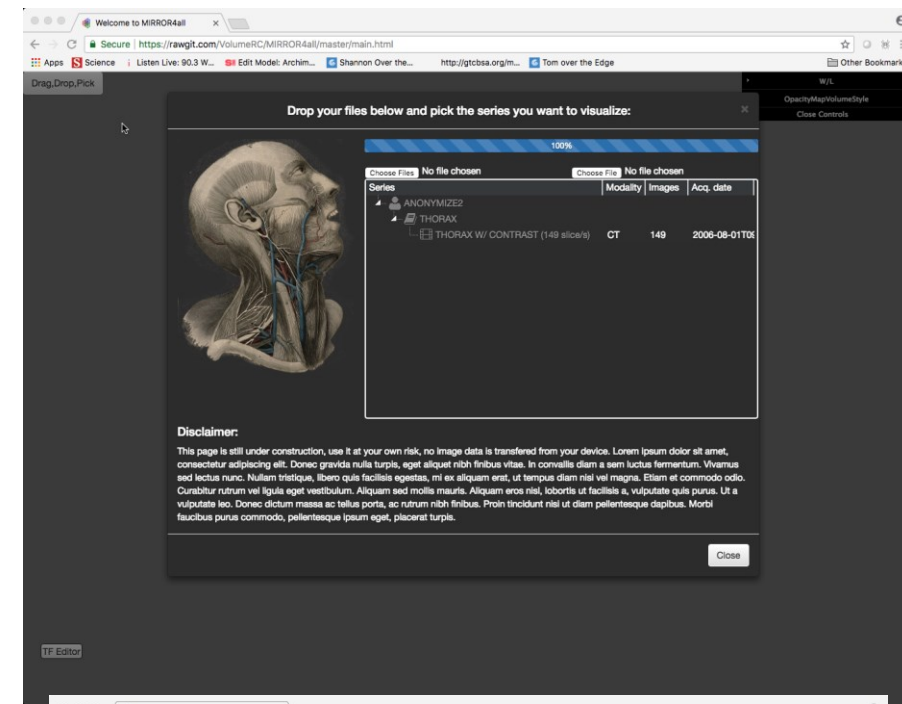 Welcome to MIRROR4all
Secure | https://rawgit.com/VolumeRC/MIRROR4all/master/main.html
Apps Science Listen Live: 90.3 W... Edit Model: Archim... Shannon Over the... http://gtcbsa.org/m... Tom over the Edge Other Bookmark
Drag,Drop,Pick
W/L
OpacityMapVolumeStyle
Close Controls
Drop your files below and pick the series you want to visualize:
100%
Choose Files No file chosen Choose File No file chosen
Series Modality Images Acq. date
ANONYMIZE2
THORAX
THORAX W/ CONTRAST (149 slice/s) CT 149 2006-08-01T09
Disclaimer:
This page is still under construction, use it at your own risk, no image data is transfered from your device. Lorem ipsum dolor sit amet,
consectetur adipiscing elit. Donec gravida nulla turpis, eget aliquet nibh finibus vitae. In convallis diam a sem luctus fermentum. Vivamus
sed lectus nunc. Nullam tristique, libero quis facilisis egestas, mi ex aliquam erat, ut tempus diam nisi vel magna. Etiam et commodo odio.
Curabitur rutrum vel ligula eget vestibulum. Aliquam sed mollis mauris. Aliquam eros nisl, lobortis ut facilisis a, vulputate quis purus. Ut a
vulputate leo. Donec dictum massa ac tellus porta, ac rutrum nibh finibus. Proin tincidunt nisl ut diam pellentesque dapibus. Morbi
faucibus purus commodo, pellentesque ipsum eget, placerat turpis.
Close
TF Editor